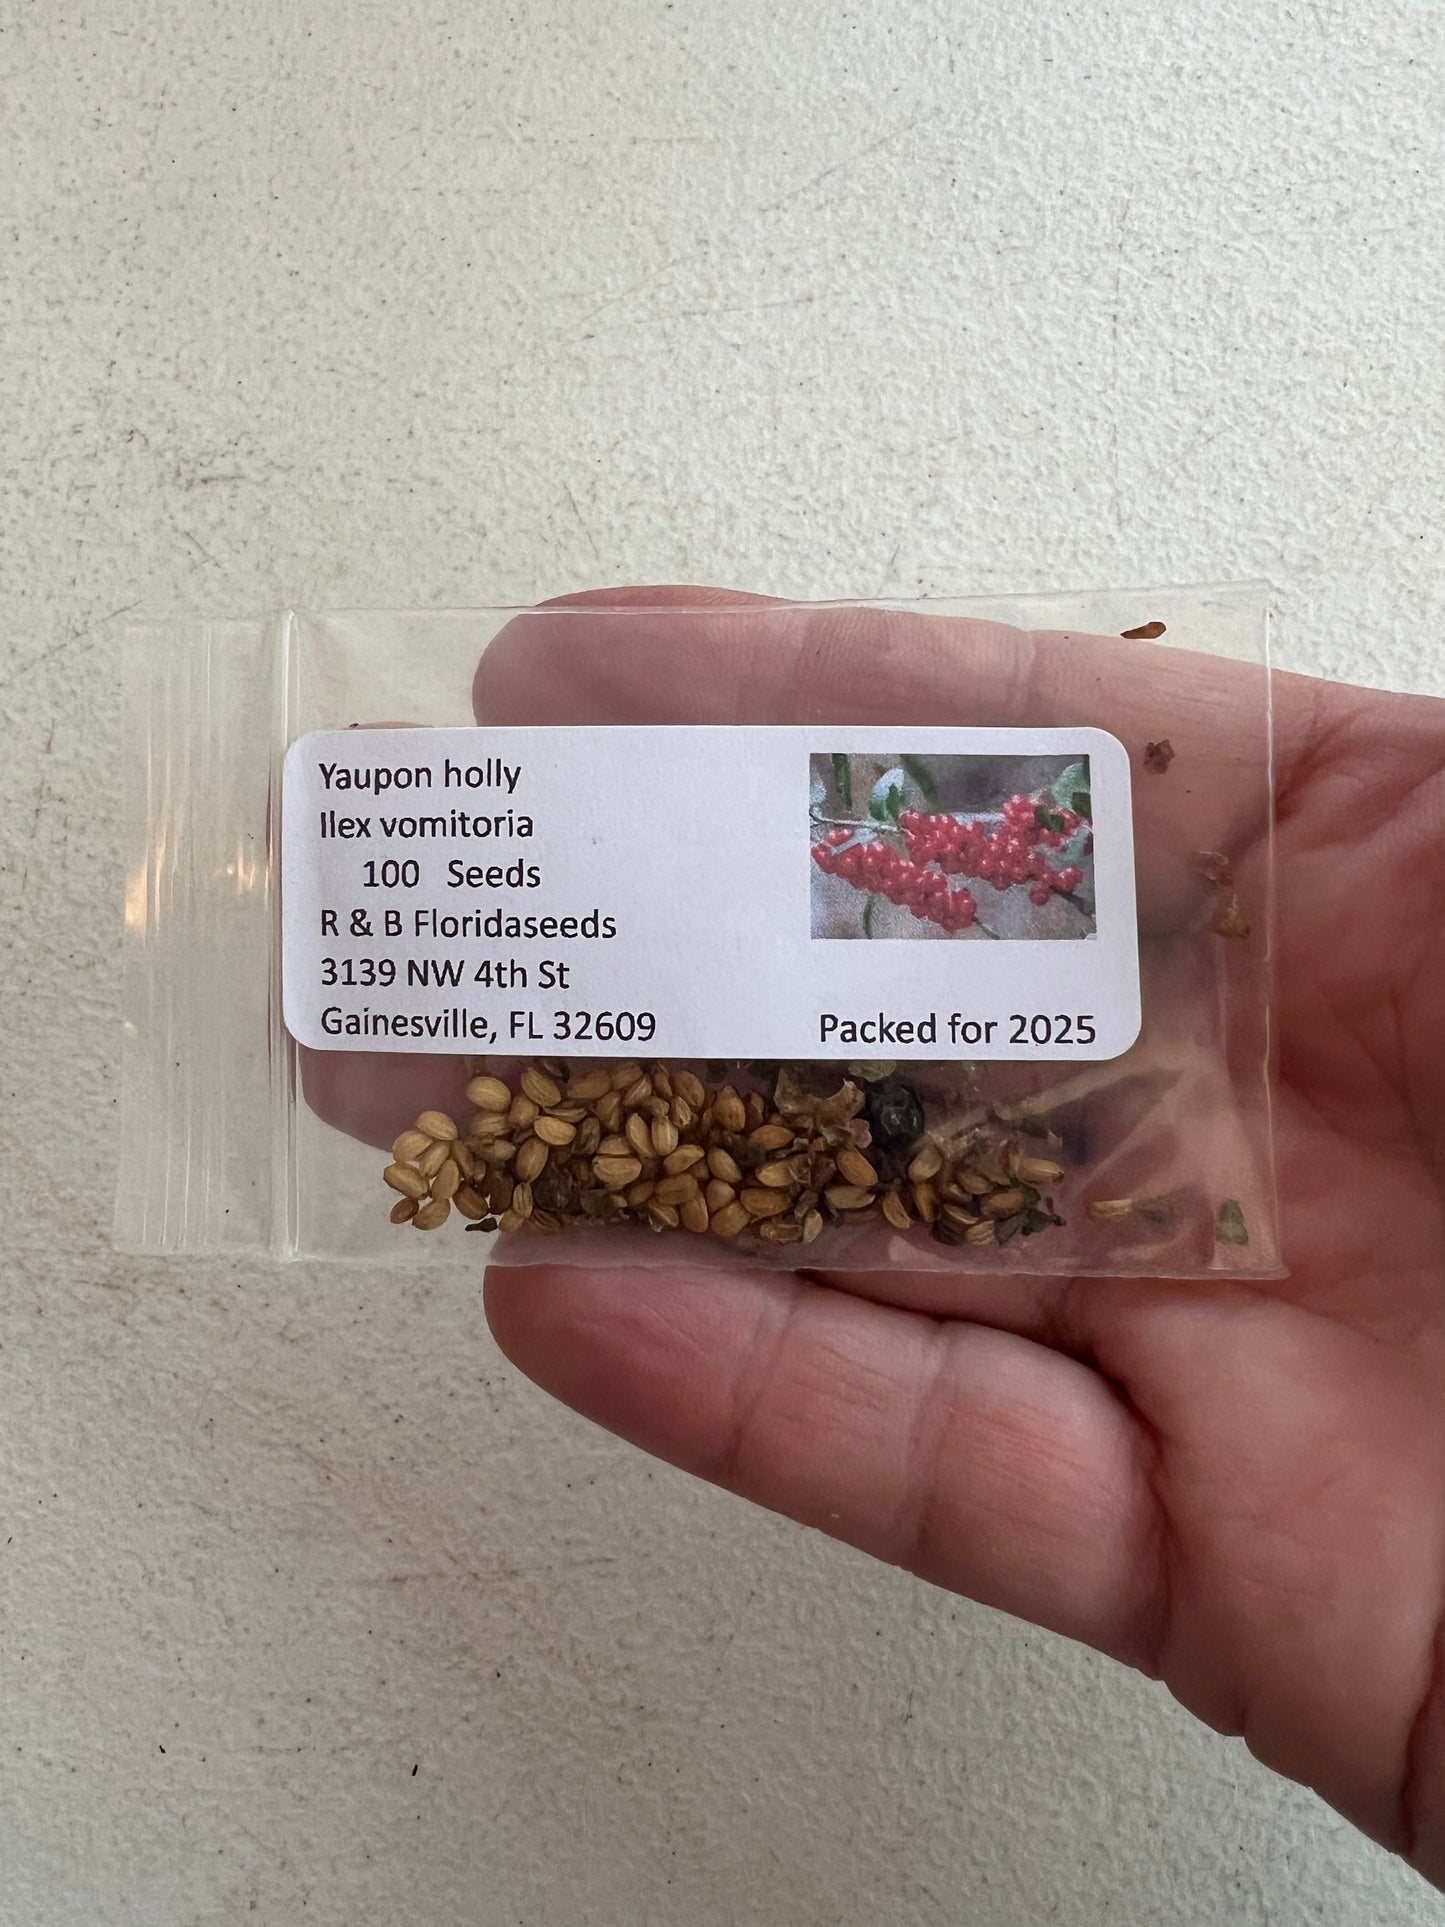 Yaupon holly
Ilex vomitoria
100 Seeds
R & B Floridaseeds
3139 NW 4th St
Gainesville, FL 32609
Packed for 2025